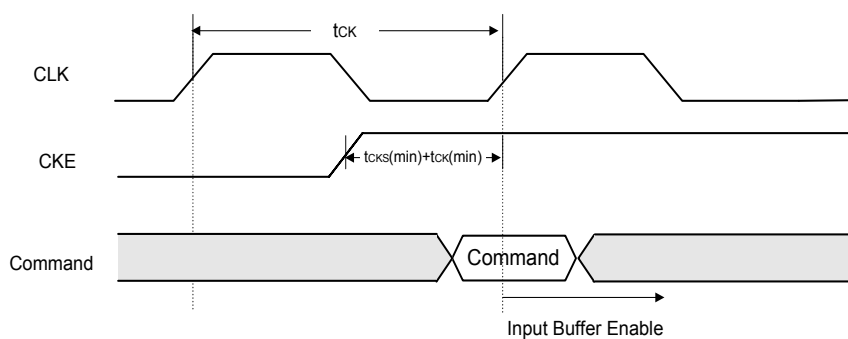 tCK
CLK
CKE
tCKS(min)+tCK(min)
Command
Command
Input Buffer Enable